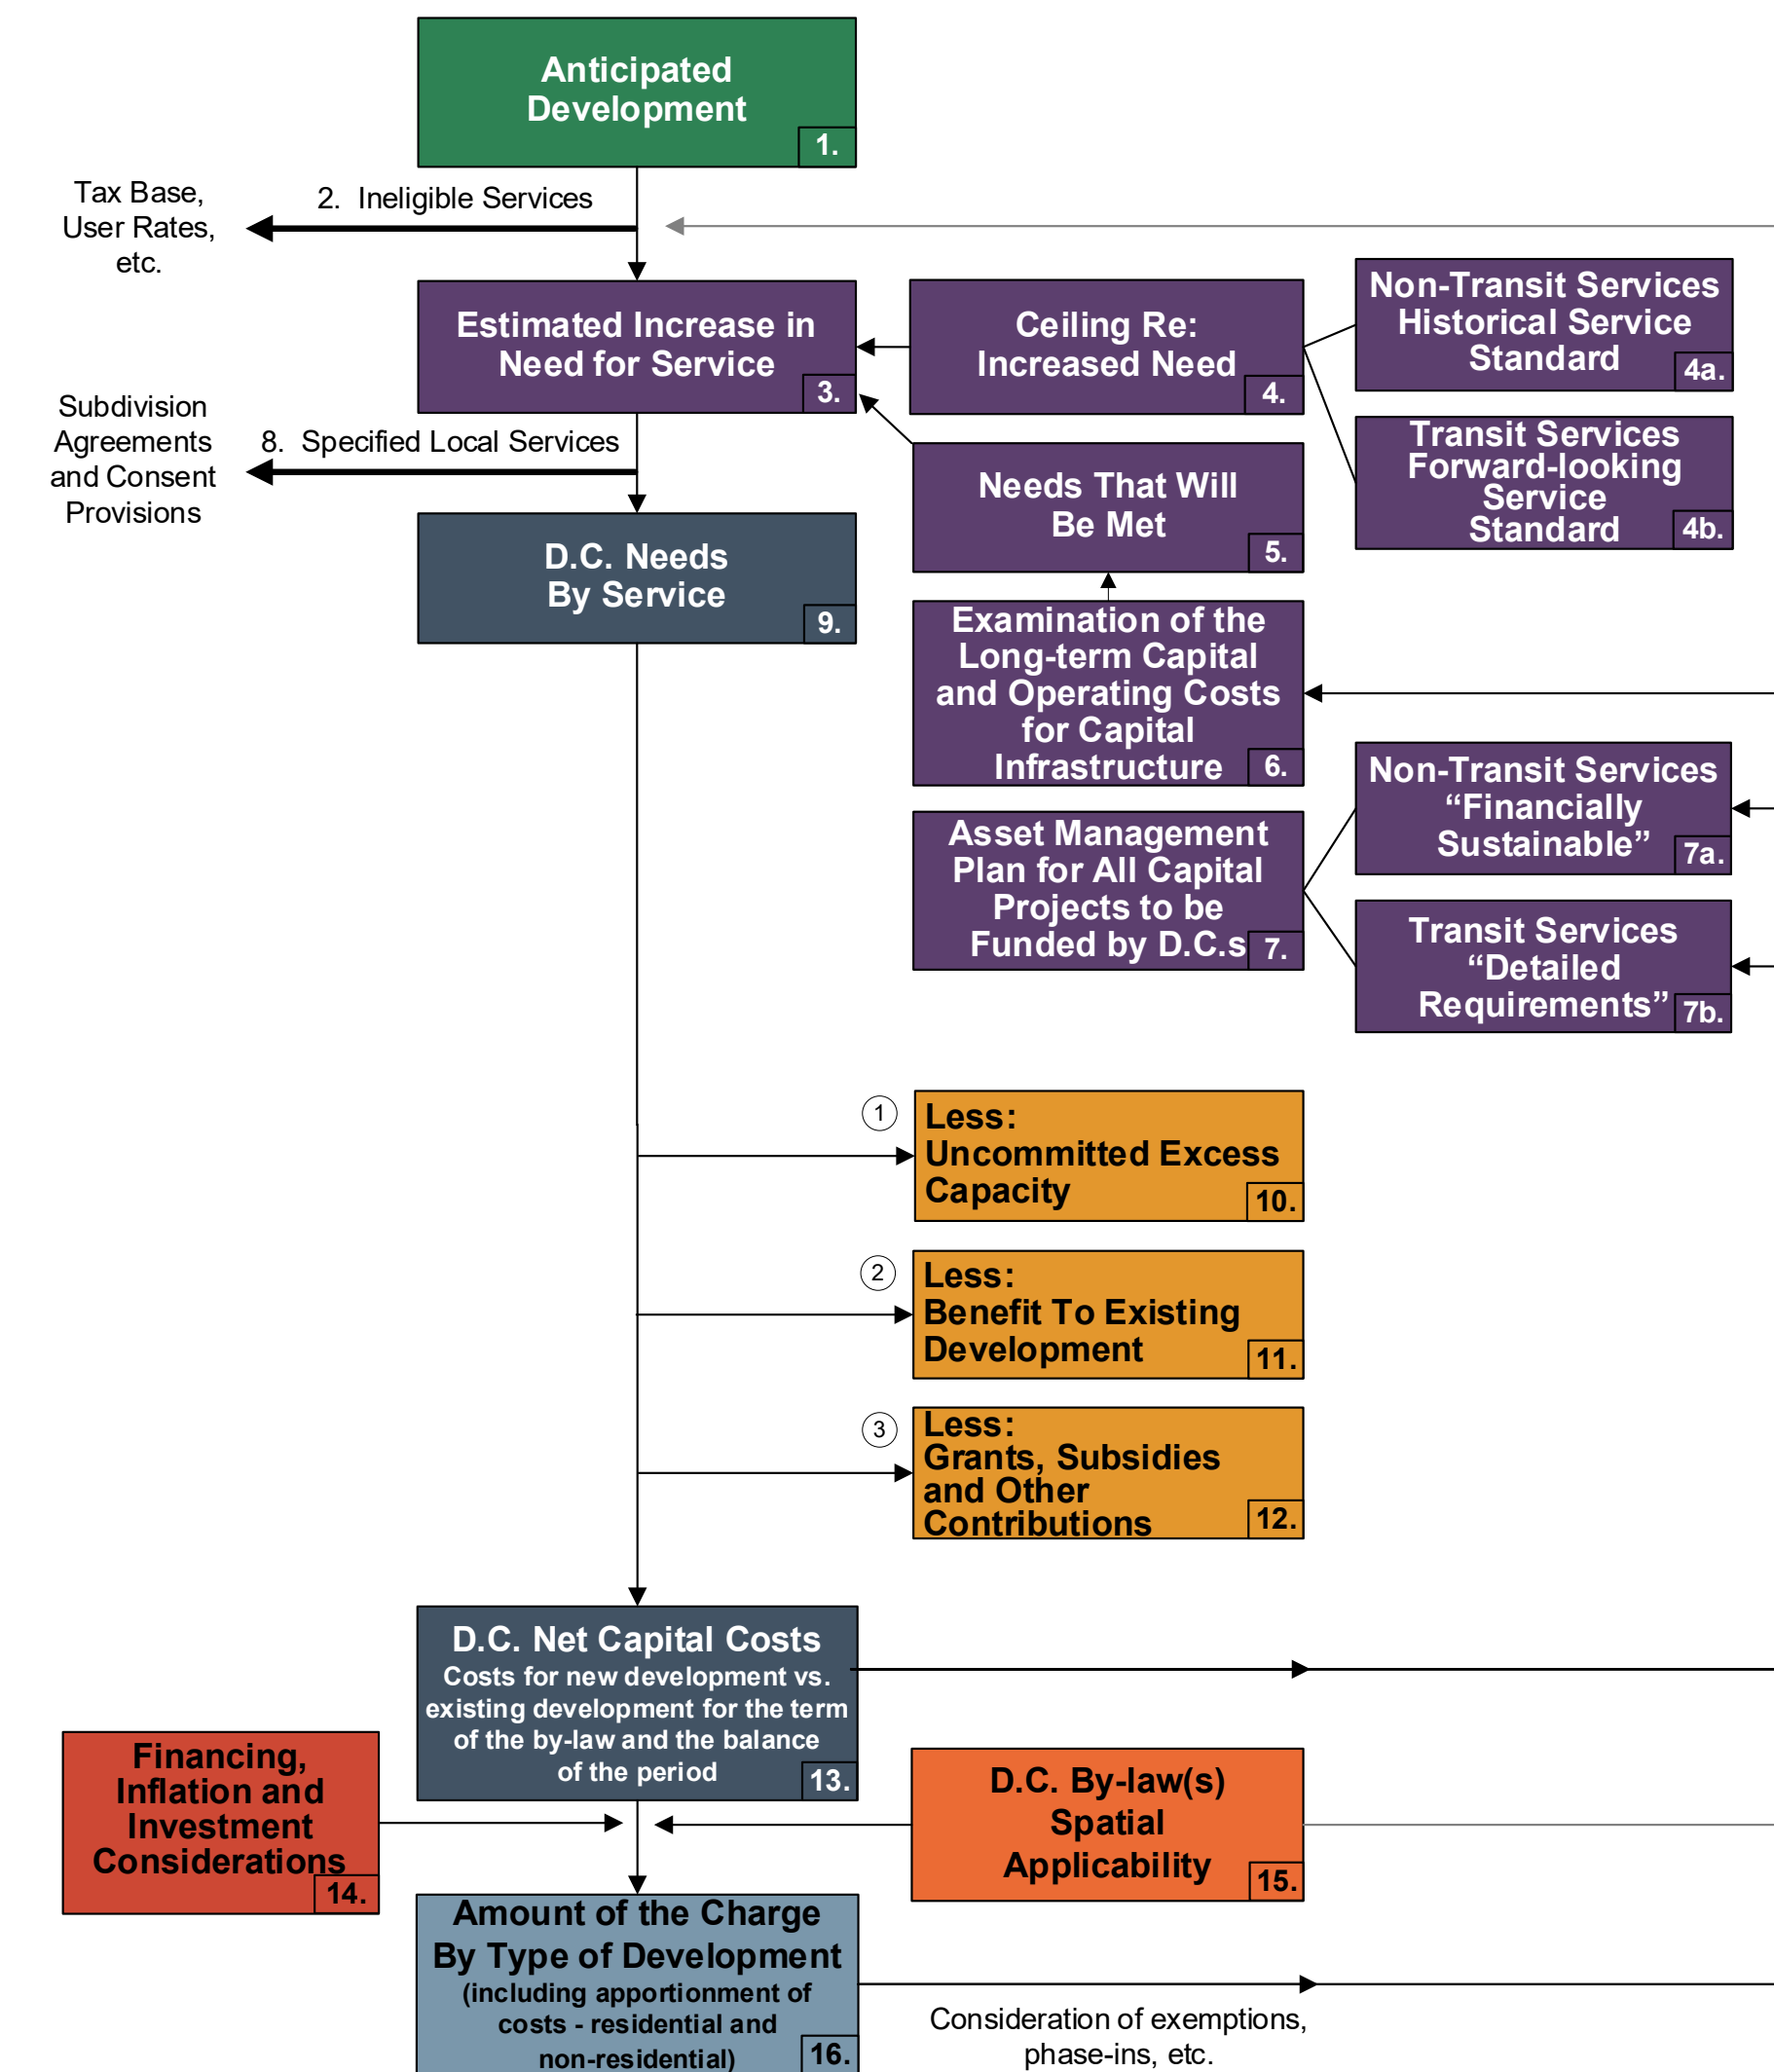 Anticipated
Development
1.
Tax Base,
User Rates,
etc.
2. Ineligible Services
Estimated Increase in
Need for Service
3.
Ceiling Re:
Increased Need
4.
Non-Transit Services
Historical Service
Standard
4a.
Transit Services
Forward-looking
Service
Standard
4b.
Subdivision
Agreements
and Consent
Provisions
8. Specified Local Services
Needs That Will
Be Met
5.
D.C. Needs
By Service
9.
Examination of the
Long-term Capital
and Operating Costs
for Capital
Infrastructure
6.
Asset Management
Plan for All Capital
Projects to be
Funded by D.C.s
7.
Non-Transit Services
“Financially
Sustainable”
7a.
Transit Services
“Detailed
Requirements”
7b.
1
Less:
Uncommitted Excess
Capacity
10.
2
Less:
Benefit To Existing
Development
11.
3
Less:
Grants, Subsidies
and Other
Contributions
12.
D.C. Net Capital Costs
Costs for new development vs.
existing development for the term
of the by-law and the balance
of the period
13.
Financing,
Inflation and
Investment
Considerations
14.
D.C. By-law(s)
Spatial
Applicability
15.
Amount of the Charge
By Type of Development
(including apportionment of
costs - residential and
non-residential)
16.
Consideration of exemptions,
phase-ins, etc.